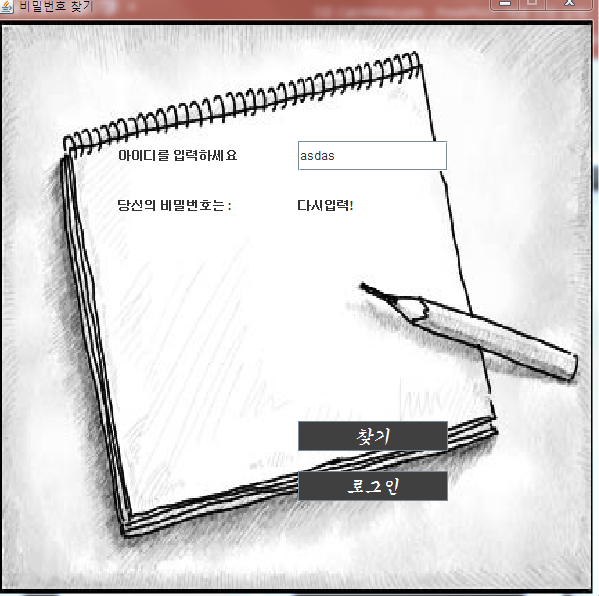 비밀번호 찾기
아이디를 입력하세요
asdas
당신의 비밀번호는 :
다시입력!
찾기
로그인